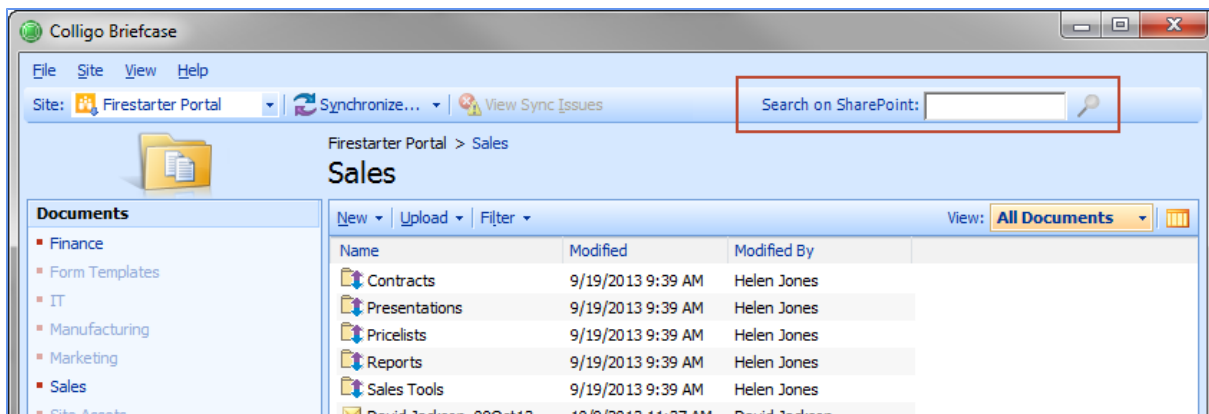 Colligo Briefcase
File Site View Help
Site: Firestarter Portal Synchronize... View Sync Issues Search on SharePoint:
Firestarter Portal > Sales
Sales
Documents
New Upload Filter View: All Documents
Name Modified Modified By
Finance
Form Templates
IT
Manufacturing
Marketing
Sales
Contracts 9/19/2013 9:39 AM Helen Jones
Presentations 9/19/2013 9:39 AM Helen Jones
Pricelists 9/19/2013 9:39 AM Helen Jones
Reports 9/19/2013 9:39 AM Helen Jones
Sales Tools 9/19/2013 9:39 AM Helen Jones